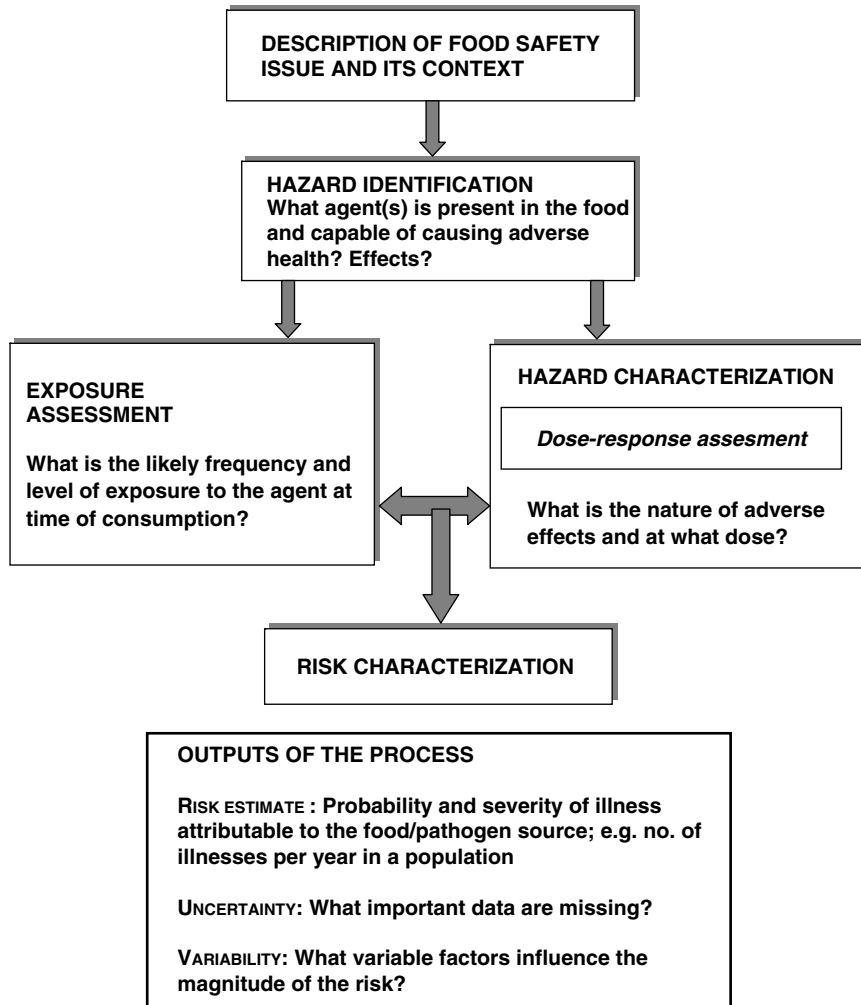 DESCRIPTION OF FOOD SAFETY
ISSUE AND ITS CONTEXT
HAZARD IDENTIFICATION
What agent(s) is present in the food
and capable of causing adverse
health? Effects?
EXPOSURE
ASSESSMENT
What is the likely frequency and
level of exposure to the agent at
time of consumption?
HAZARD CHARACTERIZATION
Dose-response assesment
What is the nature of adverse
effects and at what dose?
RISK CHARACTERIZATION
OUTPUTS OF THE PROCESS
RISK ESTIMATE : Probability and severity of illness
attributable to the food/pathogen source; e.g. no. of
illnesses per year in a population
UNCERTAINTY: What important data are missing?
VARIABILITY: What variable factors influence the
magnitude of the risk?